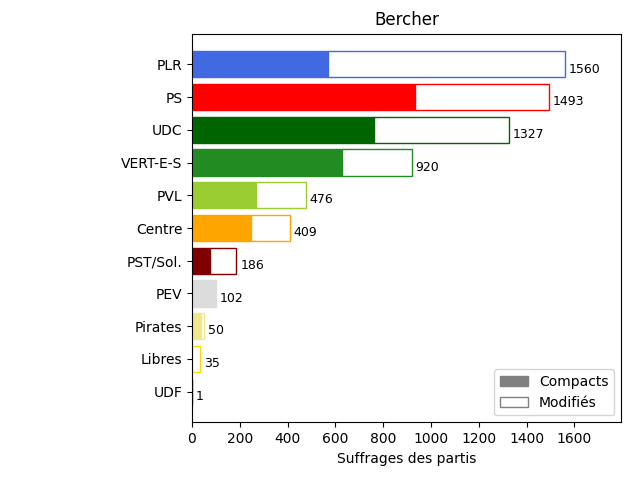 Bercher
PLR 1560
PS 1493
UDC 1327
VERT-E-S 920
PVL 476
Centre 409
PST/Sol. 186
PEV 102
Pirates 50
Libres 35
UDF 1
Compacts
Modifiés
0 200 400 600 800 1000 1200 1400 1600
Suffrages des partis